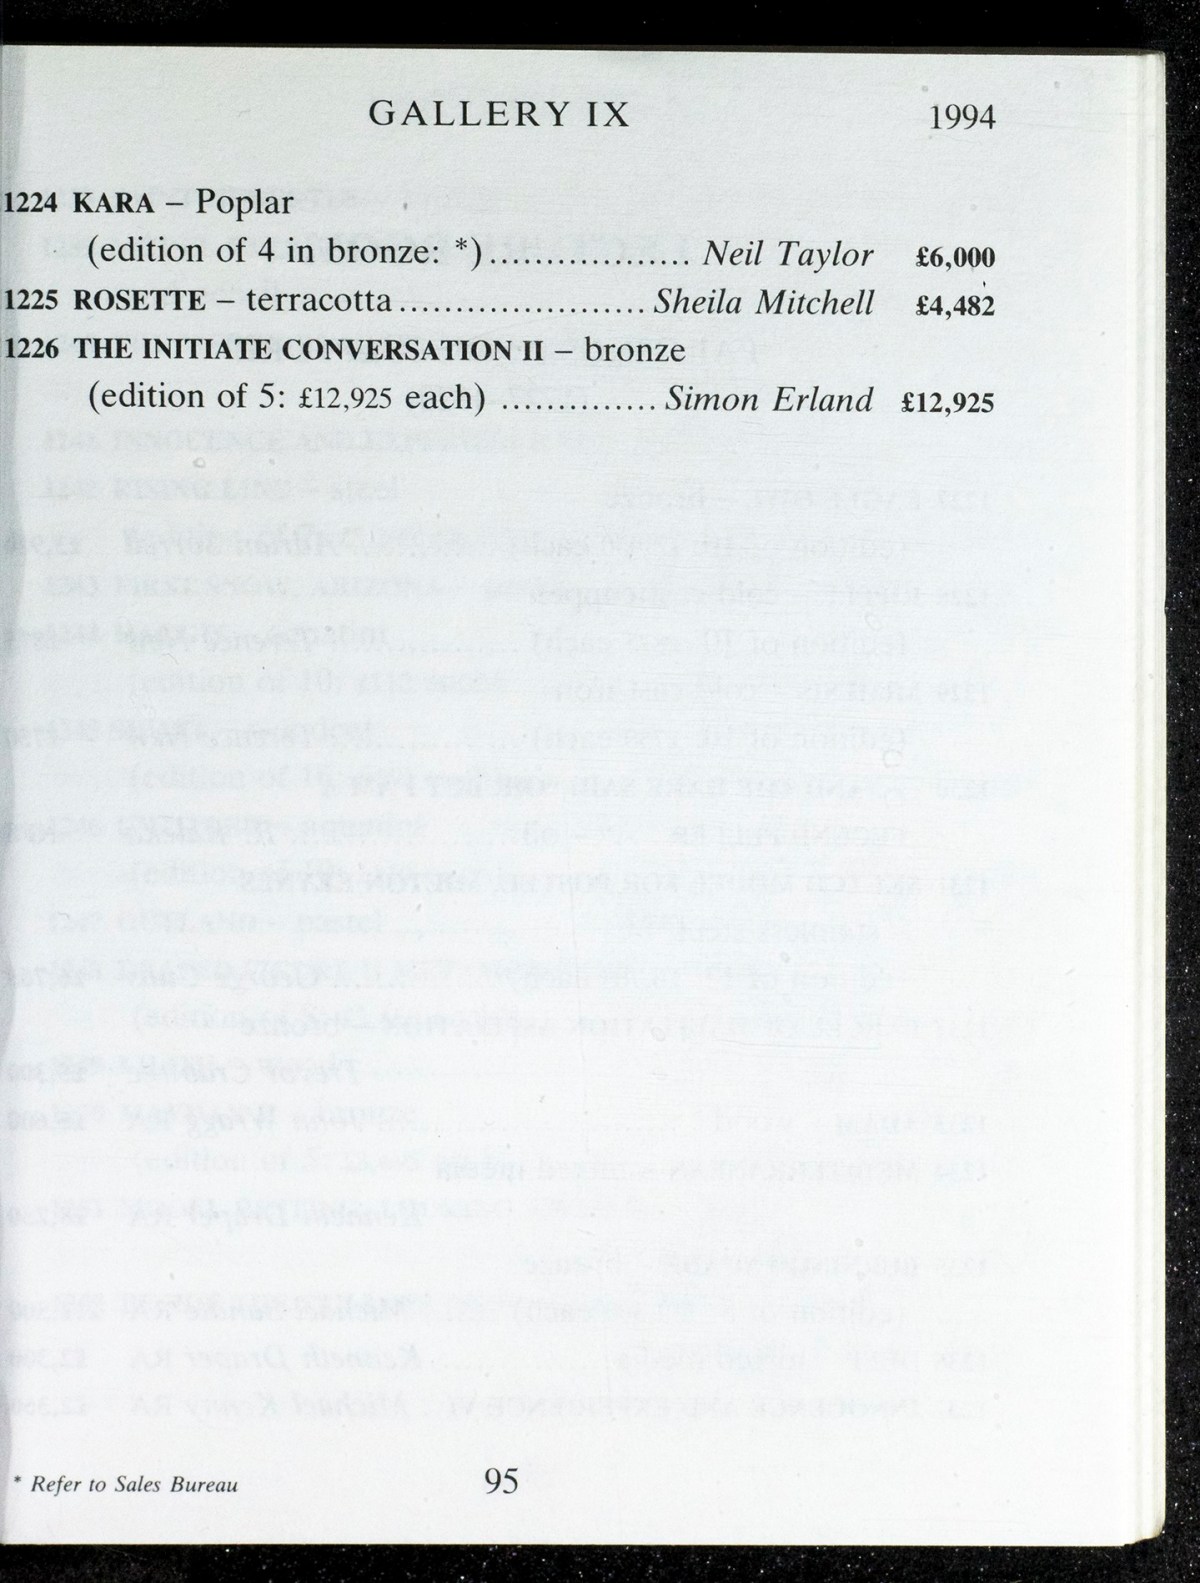 GALLERY IX 1994
1224 KARA – Poplar
(edition of 4 in bronze: *).................. Neil Taylor £6,000
1225 ROSETTE – terracotta...................... Sheila Mitchell £4,482
1226 THE INITIATE CONVERSATION II – bronze
(edition of 5: £12,925 each) .............. Simon Erland £12,925
* Refer to Sales Bureau 95